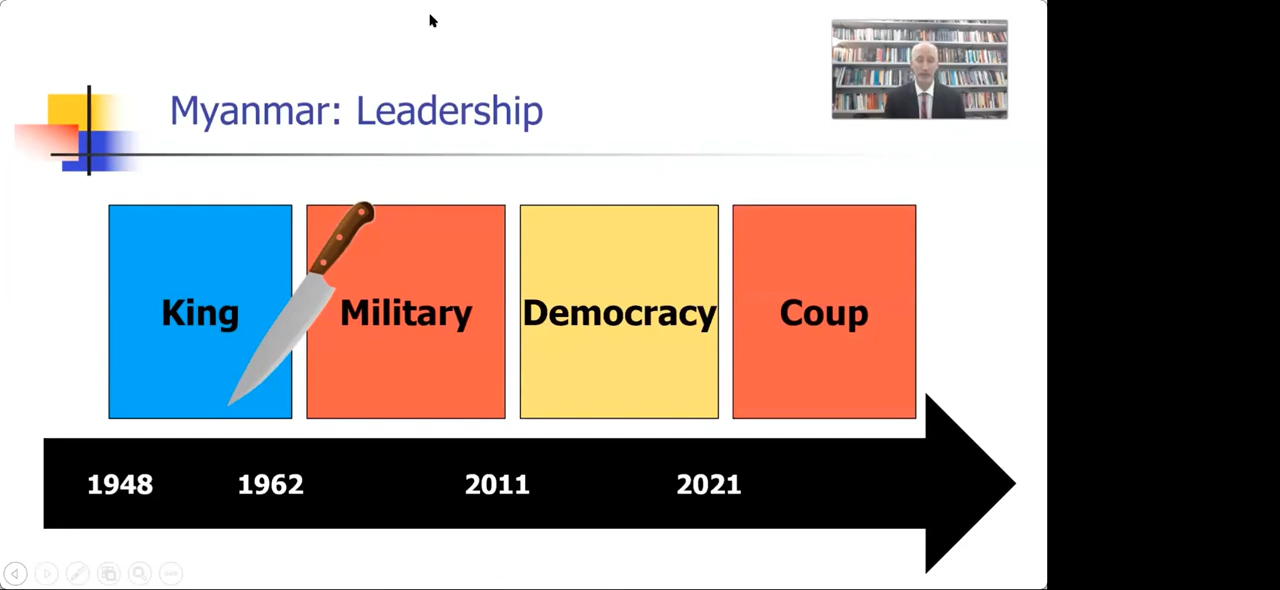 Myanmar: Leadership
King
Military
Democracy
Coup
1948
1962
2011
2021